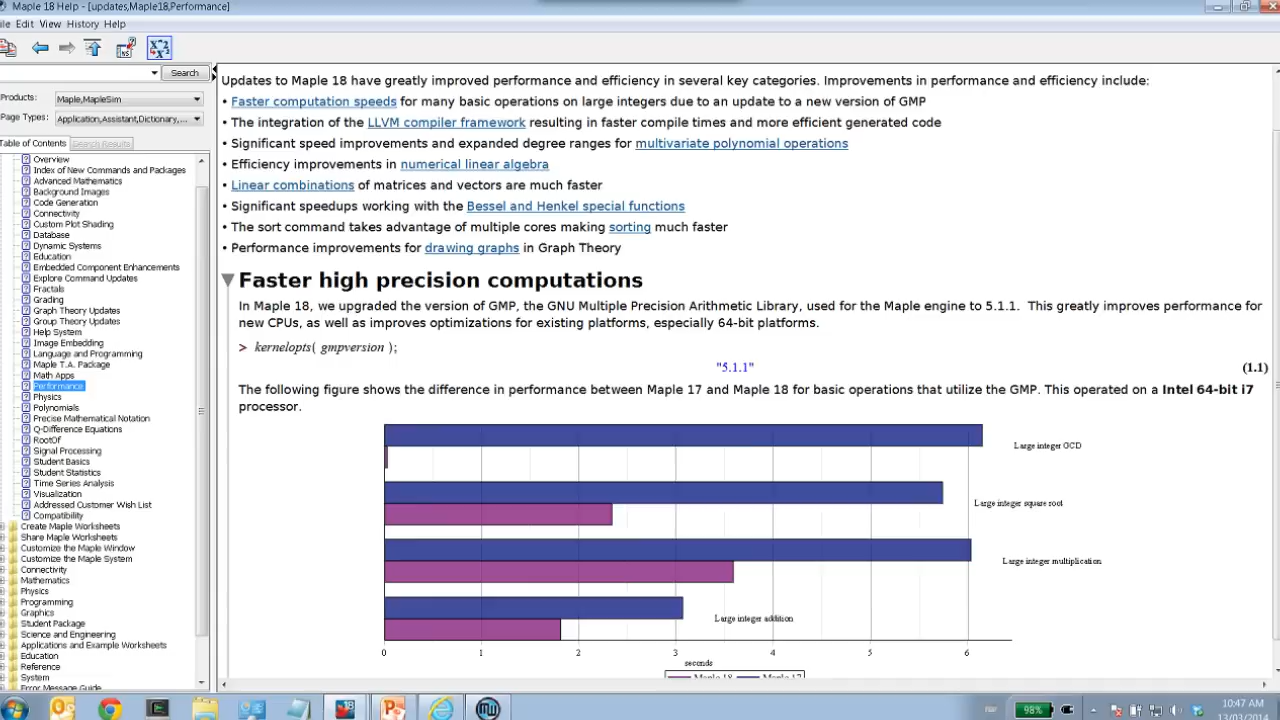 Maple 18 Help - [updates,Maple18,Performance]
Edit View History Help
Search
Products: Maple,MapleSim
Page Types: Application,Assistant,Dictionary,...
Table of Contents Search Results
Overview
Index of New Commands and Packages
Advanced Mathematics
Background Images
Code Generation
Connectivity
Custom Plot Shading
Database
Dynamic Systems
Education
Embedded Component Enhancements
Explore Command Updates
Fractals
Grading
Graph Theory Updates
Group Theory Updates
Help System
Image Embedding
Language and Programming
Maple T.A. Package
Math Apps
Performance
Physics
Polynomials
Precise Mathematical Notation
Q-Difference Equations
RootOf
Signal Processing
Student Basics
Student Statistics
Time Series Analysis
Visualization
Addressed Customer Wish List
Compatibility
Create Maple Worksheets
Share Maple Worksheets
Customize the Maple Window
Customize the Maple System
Connectivity
Mathematics
Physics
Programming
Graphics
Student Package
Science and Engineering
Applications and Example Worksheets
Education
Reference
System
Error Message Guide
Updates to Maple 18 have greatly improved performance and efficiency in several key categories. Improvements in performance and efficiency include:
• Faster computation speeds for many basic operations on large integers due to an update to a new version of GMP
• The integration of the LLVM compiler framework resulting in faster compile times and more efficient generated code
• Significant speed improvements and expanded degree ranges for multivariate polynomial operations
• Efficiency improvements in numerical linear algebra
• Linear combinations of matrices and vectors are much faster
• Significant speedups working with the Bessel and Henkel special functions
• The sort command takes advantage of multiple cores making sorting much faster
• Performance improvements for drawing graphs in Graph Theory
Faster high precision computations
In Maple 18, we upgraded the version of GMP, the GNU Multiple Precision Arithmetic Library, used for the Maple engine to 5.1.1. This greatly improves performance for
new CPUs, as well as improves optimizations for existing platforms, especially 64-bit platforms.
> kernelopts( gmpversion );
"5.1.1" (1.1)
The following figure shows the difference in performance between Maple 17 and Maple 18 for basic operations that utilize the GMP. This operated on a Intel 64-bit i7
processor.
Large integer GCD
Large integer square root
Large integer multiplication
Large integer addition
0 1 2 3 4 5 6
seconds
Maple 18 Maple 17
98%
10:47 AM
13/03/2014